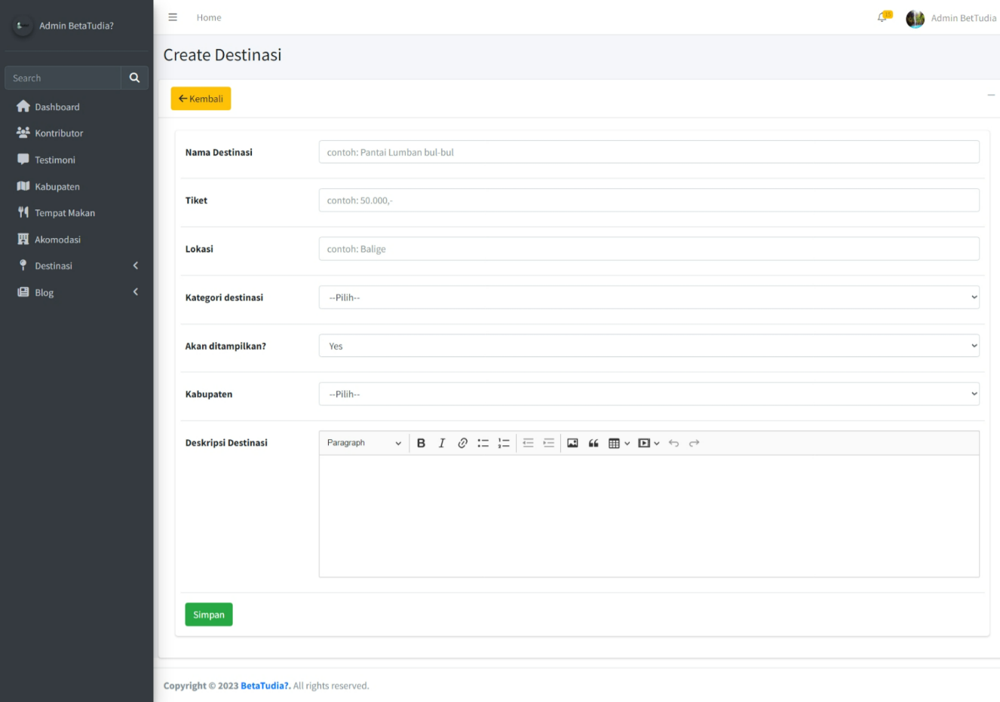 Admin BetaTudia?
Home
15
Admin BetTudia
Create Destinasi
Search
Kembali
Dashboard
Kontributor
Testimoni
Kabupaten
Tempat Makan
Akomodasi
Destinasi
Blog
Nama Destinasi
contoh: Pantai Lumban bul-bul
Tiket
contoh: 50.000,-
Lokasi
contoh: Balige
Kategori destinasi
--Pilih--
Akan ditampilkan?
Yes
Kabupaten
--Pilih--
Deskripsi Destinasi
Paragraph
B I
Simpan
Copyright © 2023 BetaTudia?. All rights reserved.